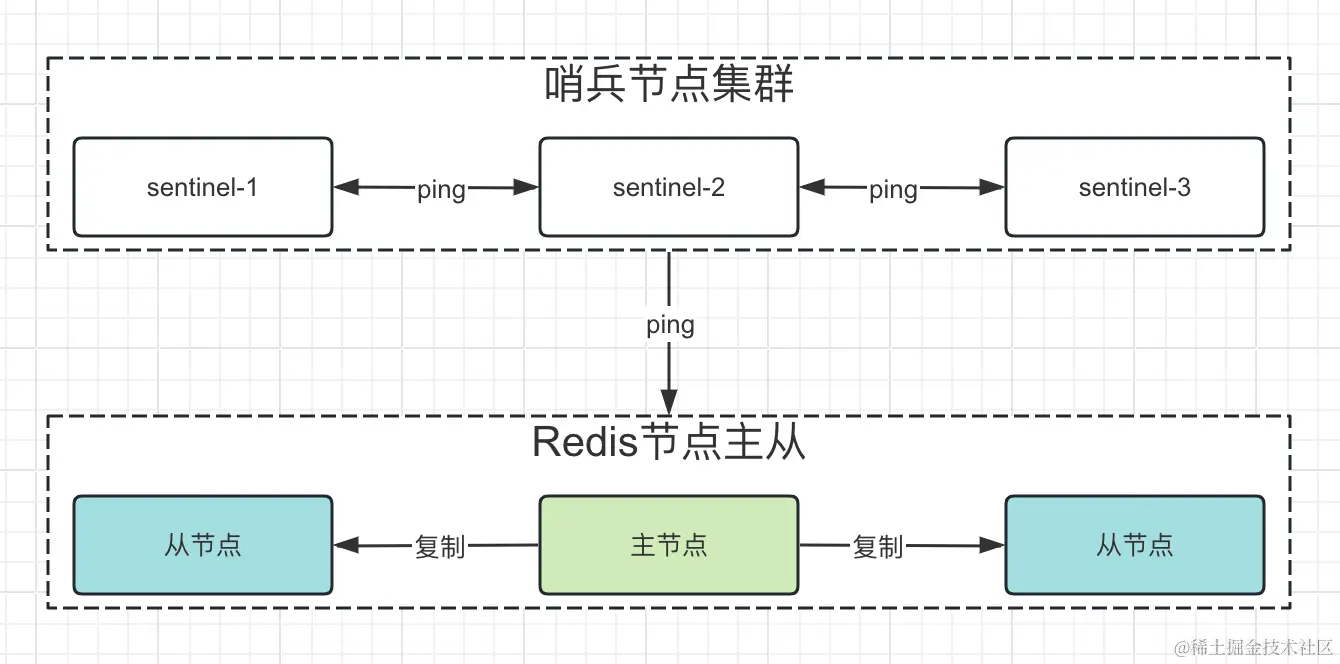 哨兵节点集群
sentinel-1
ping
sentinel-2
ping
sentinel-3
ping
Redis节点主从
从节点
复制
主节点
复制
从节点
@稀土掘金技术社区